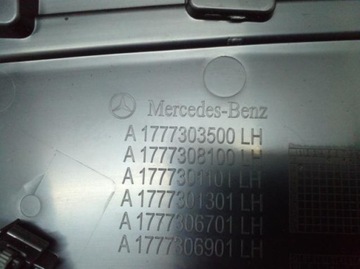 Mercedes-Benz
A 1777303500 LH
A 1777308100 LH
A 1777301101 LH
A 1777301301 LH
A 1777306701 LH
A 1777306901 LH